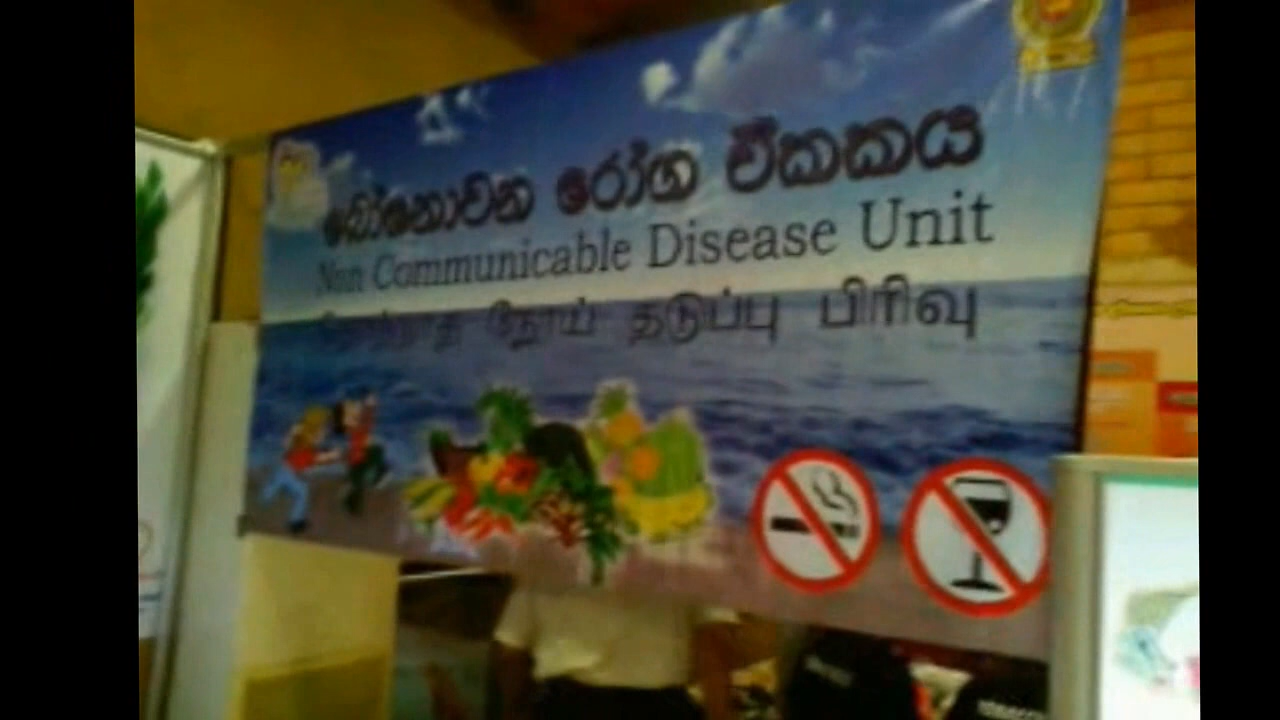 බෝනොවන රෝග ඒකකය
Non Communicable Disease Unit
நோய் தடுப்பு பிரிவு